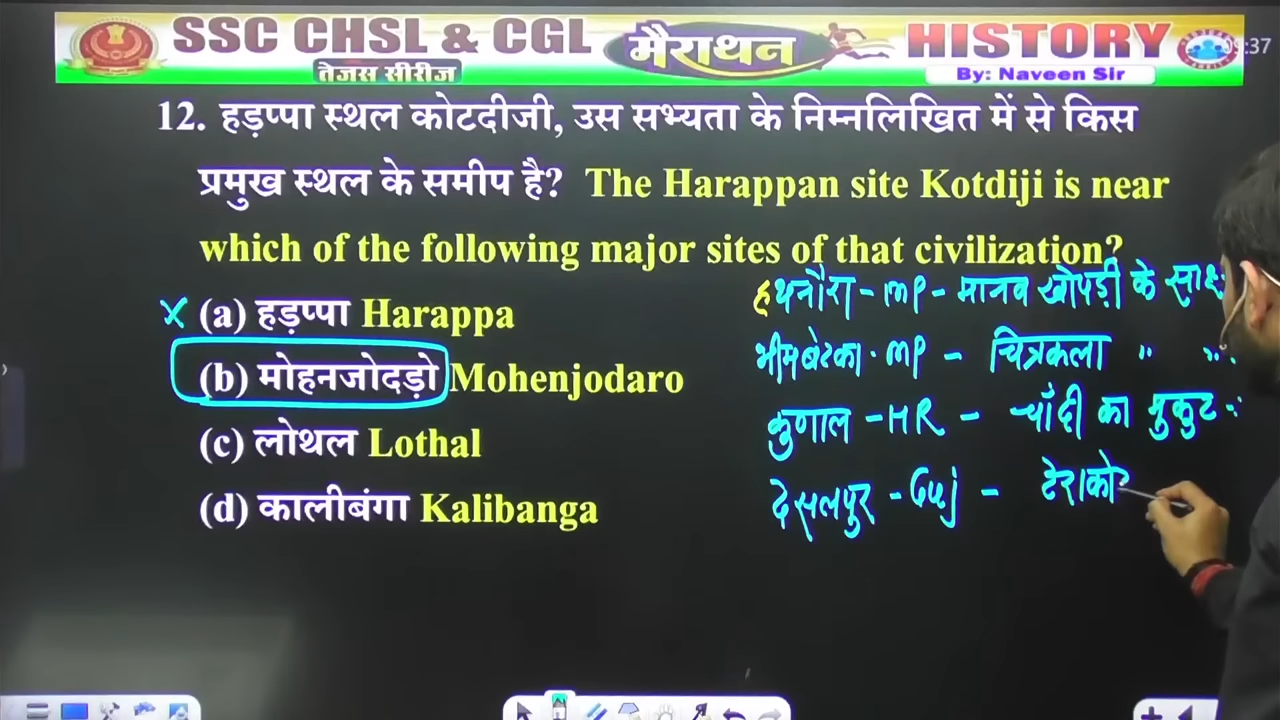 SSC CHSL & CGL मैराथन HISTORY
तेजस सीरीज By: Naveen Sir
12. हड़प्पा स्थल कोटदीजी, उस सभ्यता के निम्नलिखित में से किस
प्रमुख स्थल के समीप है? The Harappan site Kotdiji is near
which of the following major sites of that civilization?
x (a) हड़प्पा Harappa
(b) मोहनजोदड़ो Mohenjodaro
(c) लोथल Lothal
(d) कालीबंगा Kalibanga
हथनौरा - MP - मानव खोपड़ी के
भीमबेटका - MP - चित्रकला " "
कुणाल - HR - चाँदी का मुकुट
देसलपुर - Guj - टेराको